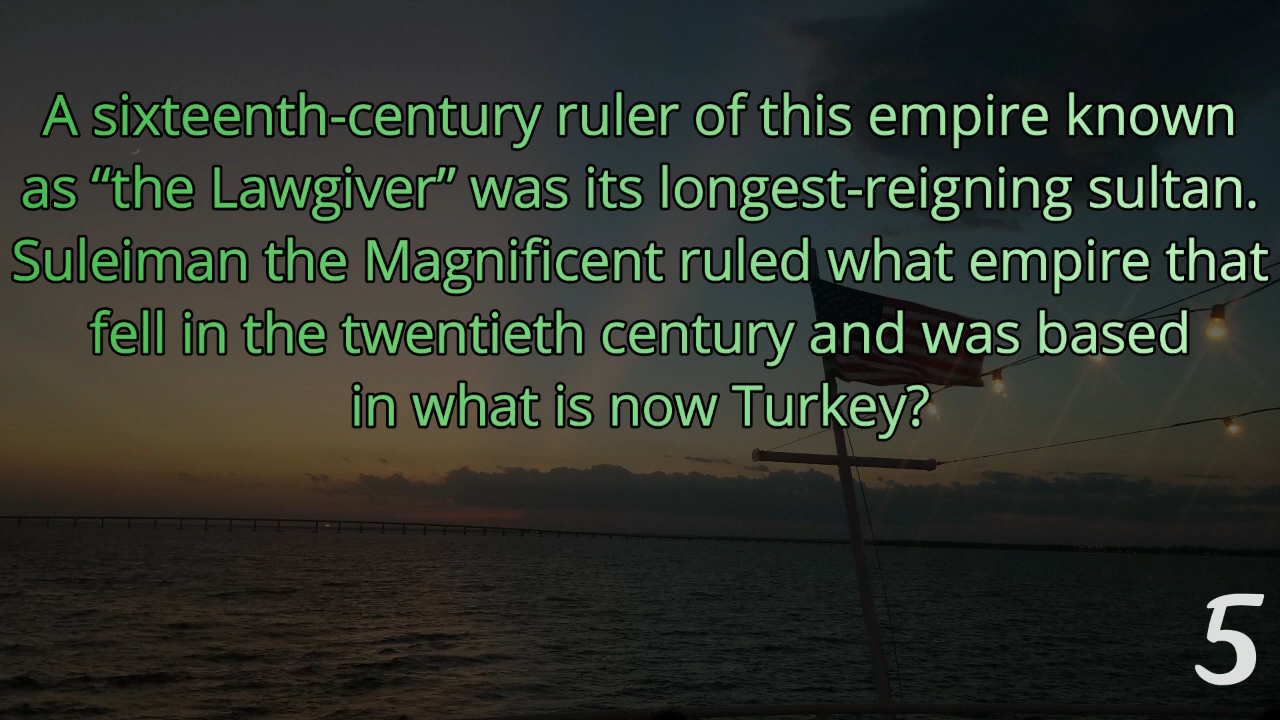 A sixteenth-century ruler of this empire known
as “the Lawgiver” was its longest-reigning sultan.
Suleiman the Magnificent ruled what empire that
fell in the twentieth century and was based
in what is now Turkey?
5